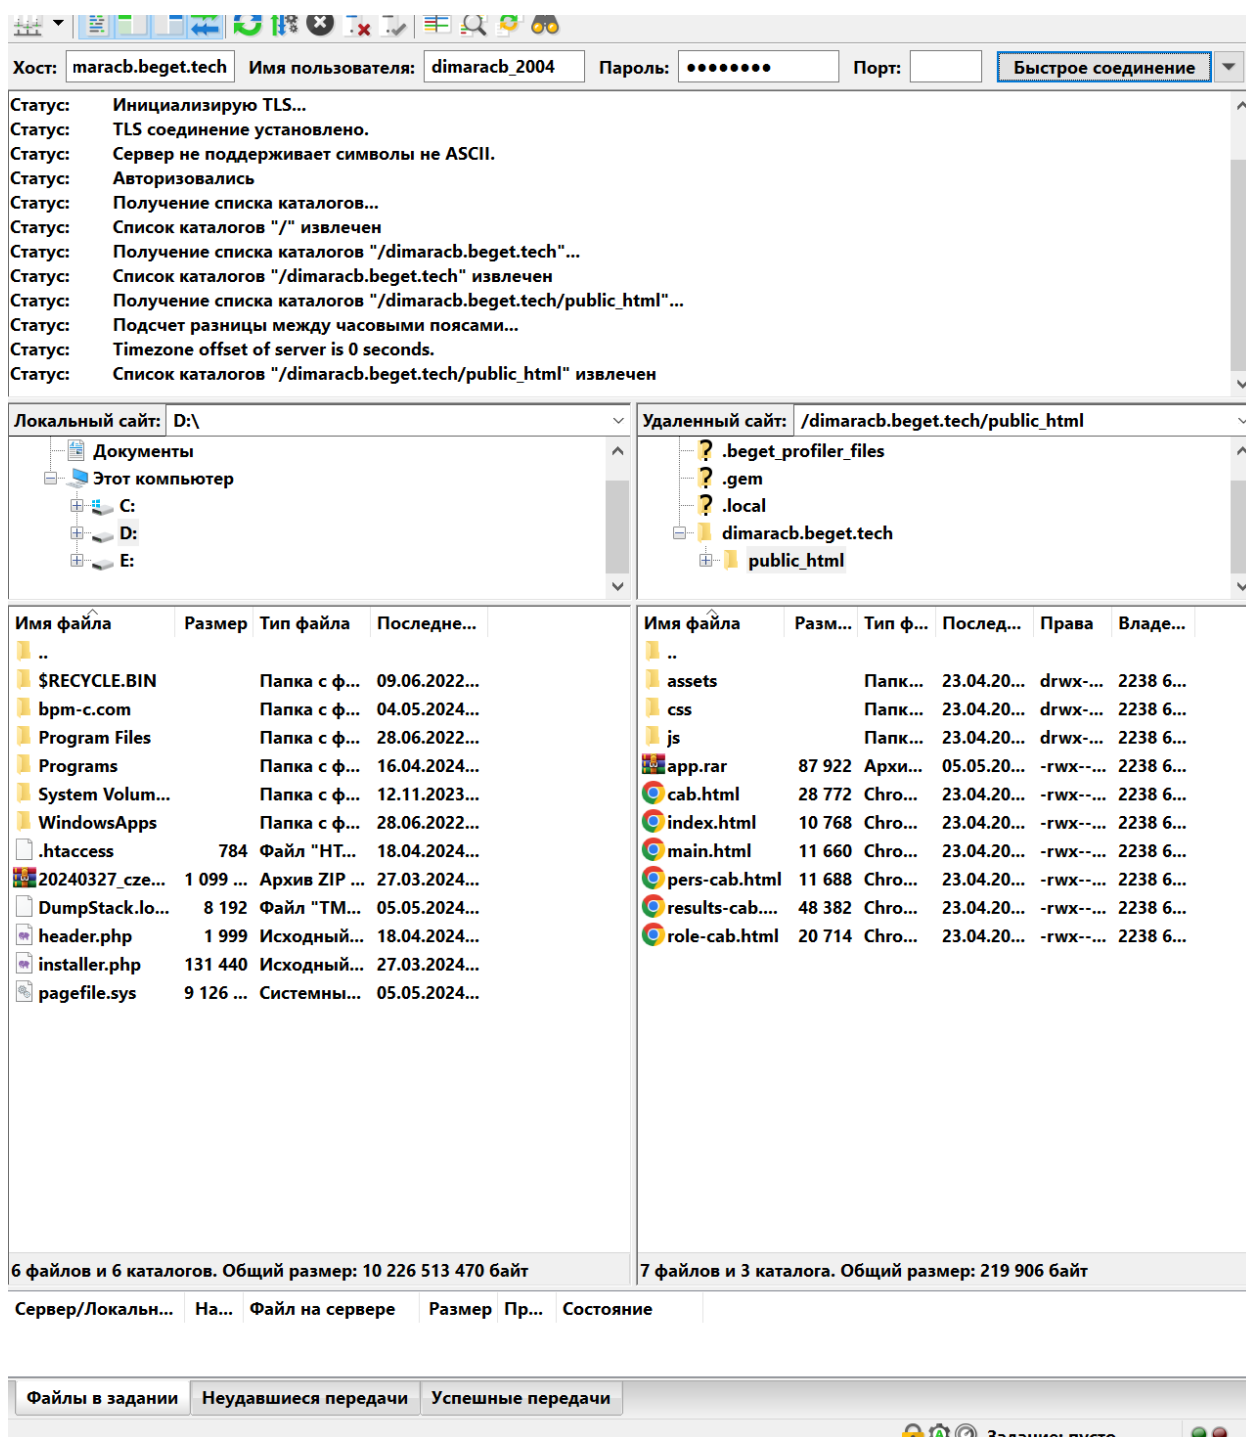 Хост: maracb.beget.tech Имя пользователя: dimaracb_2004 Пароль: ●●●●●●●● Порт: Быстрое соединение
Статус: Инициализирую TLS...
Статус: TLS соединение установлено.
Статус: Сервер не поддерживает символы не ASCII.
Статус: Авторизовались
Статус: Получение списка каталогов...
Статус: Список каталогов "/" извлечен
Статус: Получение списка каталогов "/dimaracb.beget.tech"...
Статус: Список каталогов "/dimaracb.beget.tech" извлечен
Статус: Получение списка каталогов "/dimaracb.beget.tech/public_html"...
Статус: Подсчет разницы между часовыми поясами...
Статус: Timezone offset of server is 0 seconds.
Статус: Список каталогов "/dimaracb.beget.tech/public_html" извлечен
Локальный сайт: D:\
Документы
Этот компьютер
C:
D:
E:
Удаленный сайт: /dimaracb.beget.tech/public_html
.beget_profiler_files
.gem
.local
dimaracb.beget.tech
public_html
Имя файла Размер Тип файла Последне...
..
$RECYCLE.BIN Папка с ф... 09.06.2022...
bpm-c.com Папка с ф... 04.05.2024...
Program Files Папка с ф... 28.06.2022...
Programs Папка с ф... 16.04.2024...
System Volum... Папка с ф... 12.11.2023...
WindowsApps Папка с ф... 28.06.2022...
.htaccess 784 Файл "HT... 18.04.2024...
20240327_cze... 1 099 ... Архив ZIP ... 27.03.2024...
DumpStack.lo... 8 192 Файл "TM... 05.05.2024...
header.php 1 999 Исходный... 18.04.2024...
installer.php 131 440 Исходный... 27.03.2024...
pagefile.sys 9 126 ... Системны... 05.05.2024...
6 файлов и 6 каталогов. Общий размер: 10 226 513 470 байт
Имя файла Разм... Тип ф... Послед... Права Владе...
..
assets Папк... 23.04.20... drwx-... 2238 6...
css Папк... 23.04.20... drwx-... 2238 6...
js Папк... 23.04.20... drwx-... 2238 6...
app.rar 87 922 Архи... 05.05.20... -rwx--... 2238 6...
cab.html 28 772 Chro... 23.04.20... -rwx--... 2238 6...
index.html 10 768 Chro... 23.04.20... -rwx--... 2238 6...
main.html 11 660 Chro... 23.04.20... -rwx--... 2238 6...
pers-cab.html 11 688 Chro... 23.04.20... -rwx--... 2238 6...
results-cab.... 48 382 Chro... 23.04.20... -rwx--... 2238 6...
role-cab.html 20 714 Chro... 23.04.20... -rwx--... 2238 6...
7 файлов и 3 каталога. Общий размер: 219 906 байт
Сервер/Локальн... На... Файл на сервере Размер Пр... Состояние
Файлы в задании Неудавшиеся передачи Успешные передачи
Задание: пусто